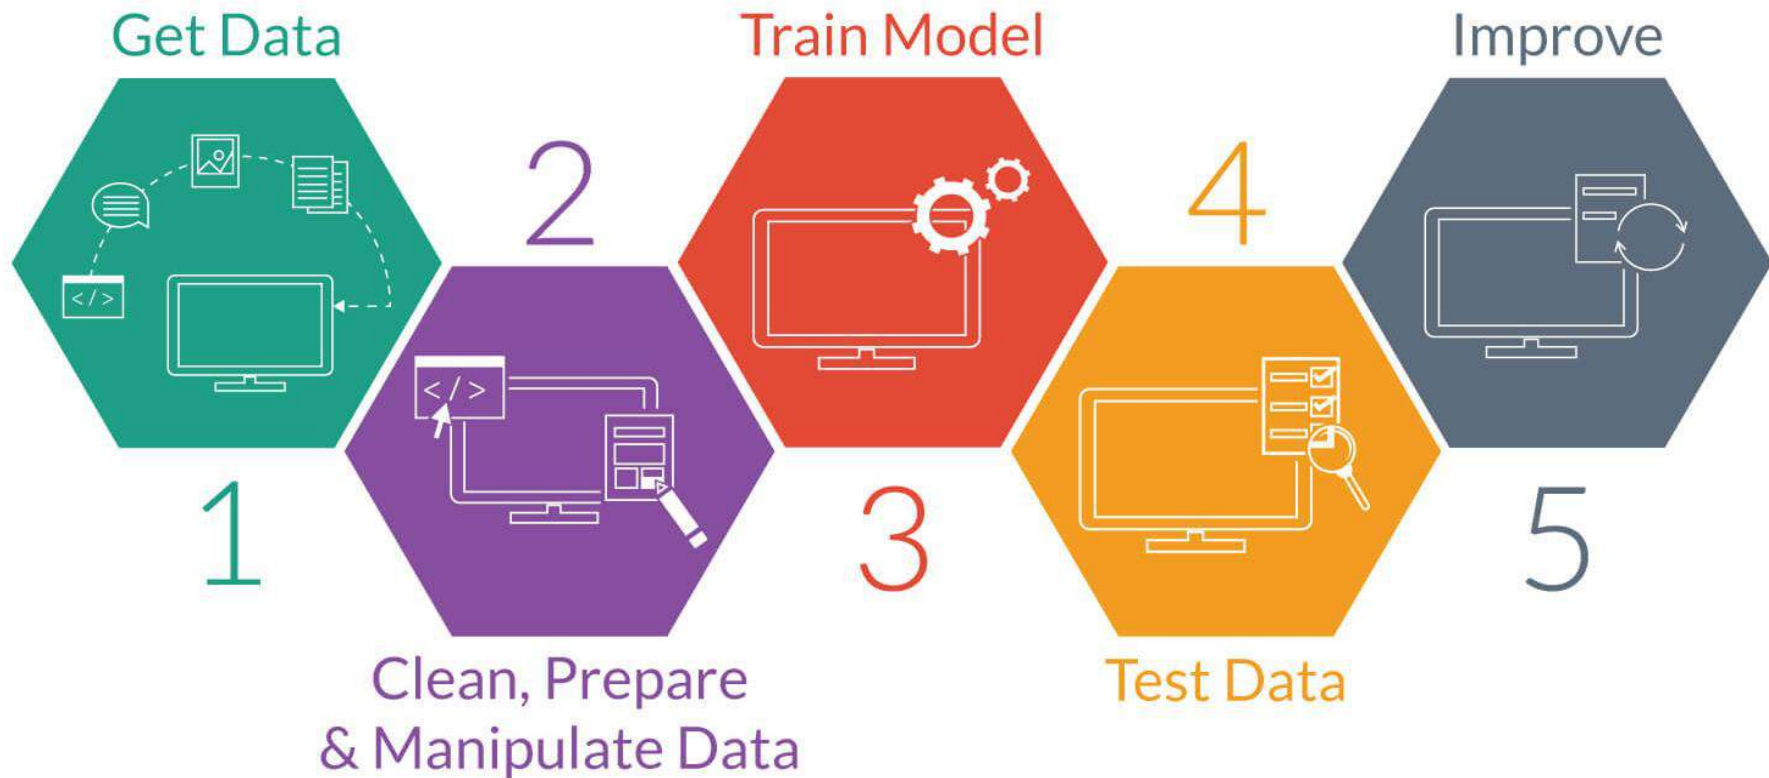 Get Data
1
</>
2
</>
Clean, Prepare
& Manipulate Data
Train Model
3
4
Test Data
Improve
5